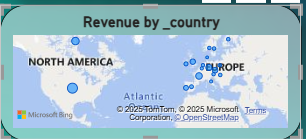 Revenue by _country
NORTH AMERICA
EUROPE
Atlantic
© 2025 TomTom, © 2025 Microsoft
Corporation, © OpenStreetMap
Terms
Microsoft Bing